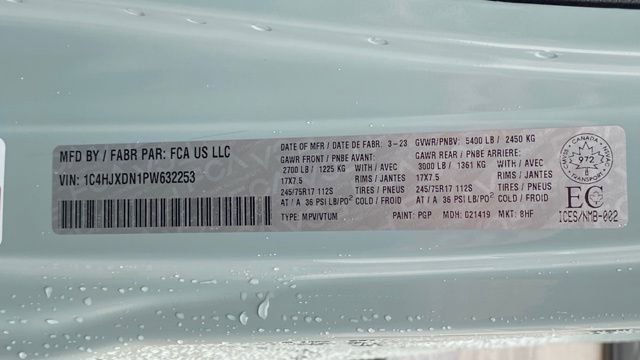 MFD BY / FABR PAR: FCA US LLC
VIN: 1C4HJXDN1PW632253
DATE OF MFR / DATE DE FABR. 3-23
GAWR FRONT / PNBE AVANT:
2700 LB / 1225 KG WITH / AVEC
17X7.5 RIMS / JANTES
245/75R17 112S TIRES / PNEUS
AT / A 36 PSI LB/PO² COLD / FROID
TYPE: MPV/VTUM
GVWR/PNBV: 5400 LB / 2450 KG
GAWR REAR / PNBE ARRIERE:
3000 LB / 1361 KG WITH / AVEC
17X7.5 RIMS / JANTES
245/75R17 112S TIRES / PNEUS
AT / A 36 PSI LB/PO² COLD / FROID
PAINT: PGP MDH: 021419 MKT: 8HF
CANADA
972
TRANSPORT
EC
ICES/NMB-002